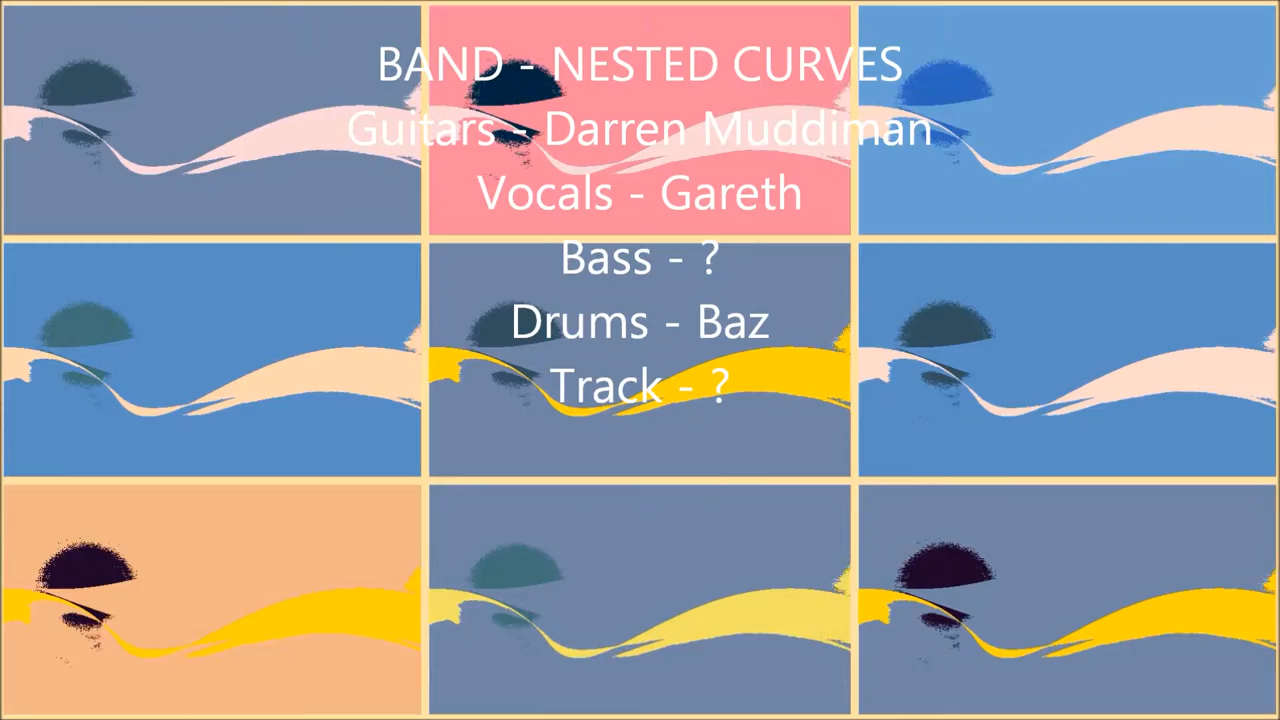 BAND - NESTED CURVES
Guitars - Darren Muddiman
Vocals - Gareth
Bass - ?
Drums - Baz
Track - ?